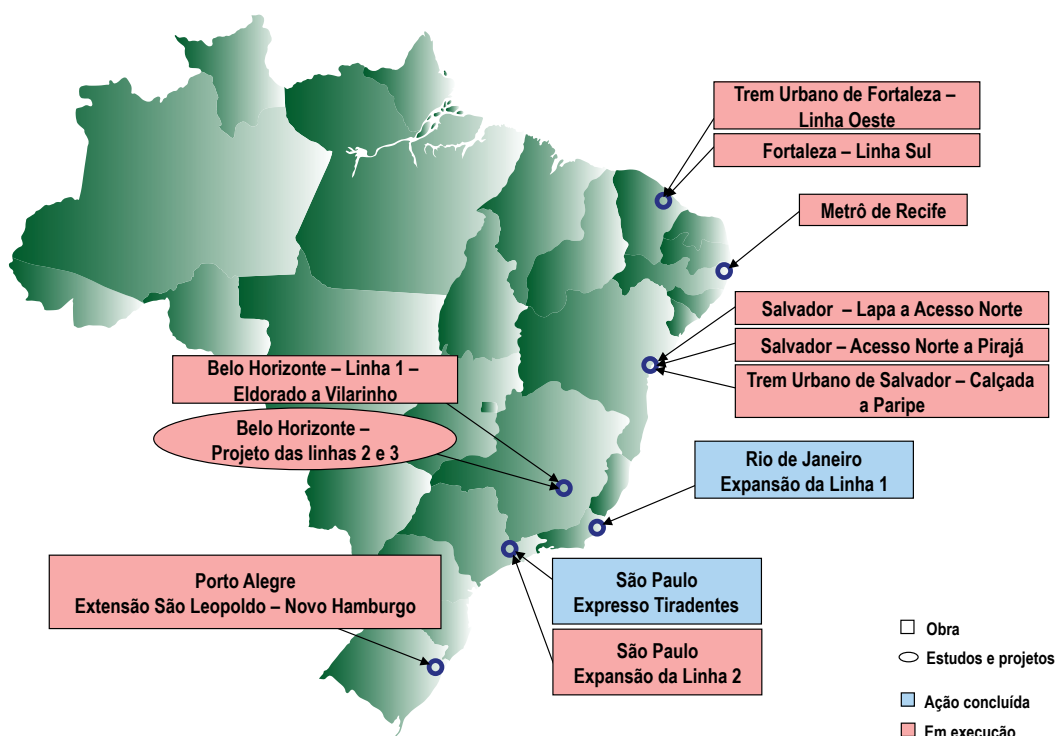 Trem Urbano de Fortaleza –
Linha Oeste
Fortaleza – Linha Sul
Metrô de Recife
Salvador – Lapa a Acesso Norte
Salvador – Acesso Norte a Pirajá
Trem Urbano de Salvador – Calçada
a Paripe
Belo Horizonte – Linha 1 –
Eldorado a Vilarinho
Belo Horizonte –
Projeto das linhas 2 e 3
Rio de Janeiro
Expansão da Linha 1
Porto Alegre
Extensão São Leopoldo – Novo Hamburgo
São Paulo
Expresso Tiradentes
São Paulo
Expansão da Linha 2
Obra
Estudos e projetos
Ação concluída
Em execução